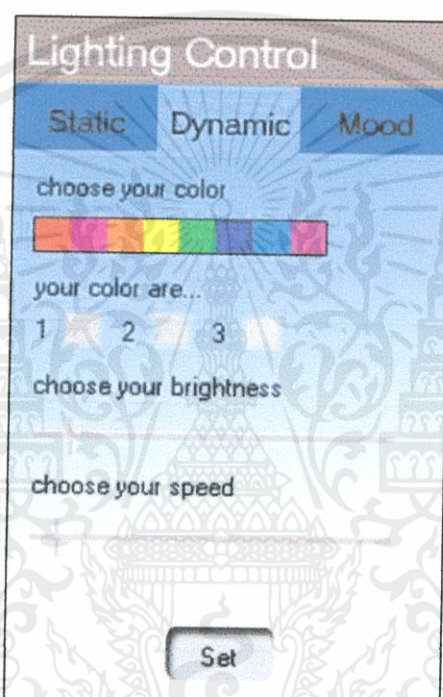 Lighting Control
Static Dynamic Mood
choose your color
your color are...
1 2 3
choose your brightness
choose your speed
Set